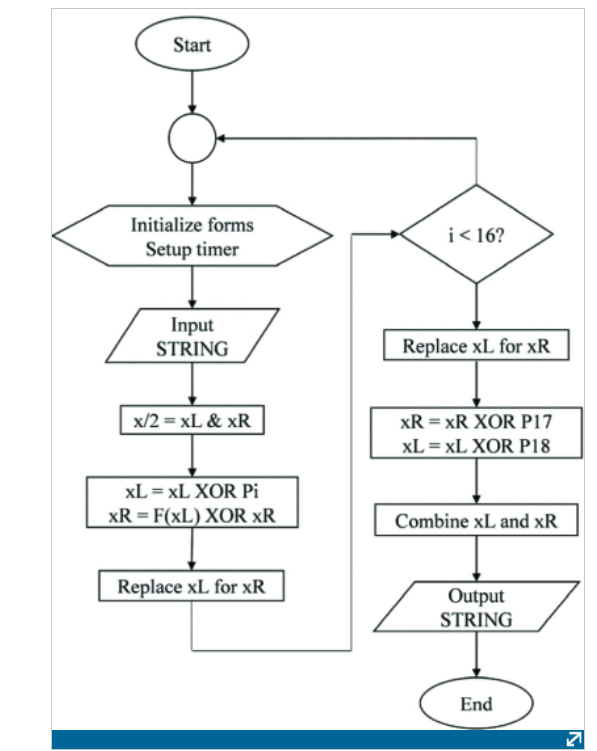 Start
Initialize forms
Setup timer
Input
STRING
x/2 = xL & xR
xL = xL XOR Pi
xR = F(xL) XOR xR
Replace xL for xR
i < 16?
Replace xL for xR
xR = xR XOR P17
xL = xL XOR P18
Combine xL and xR
Output
STRING
End